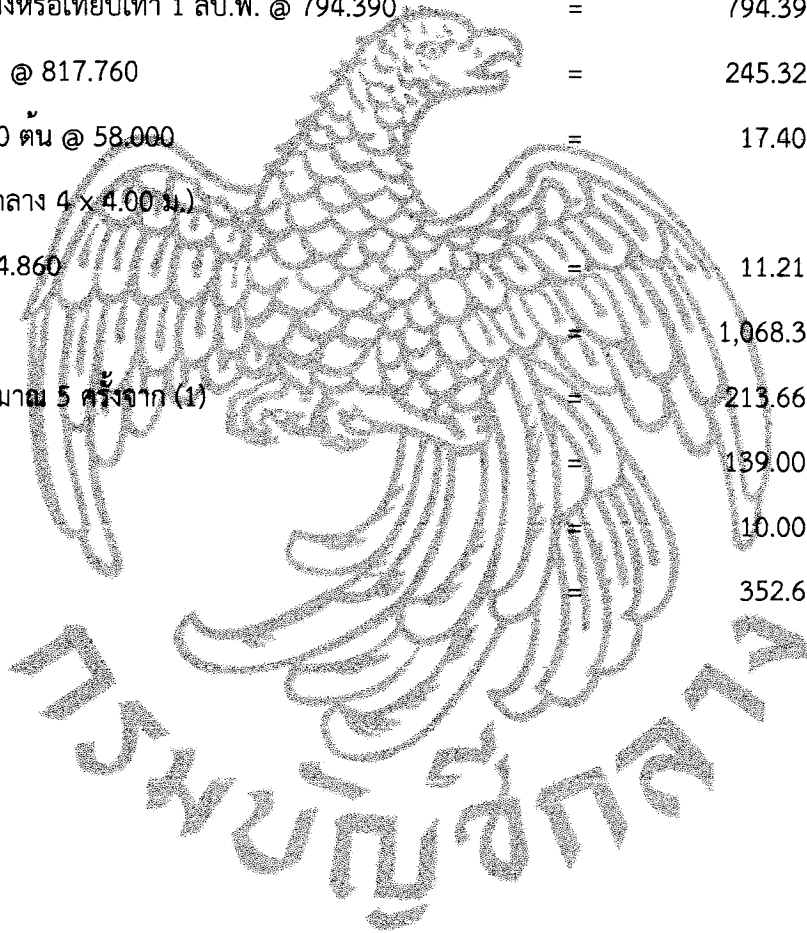 งหรือเทียบเท่า 1 ลบ.ฟ. @ 794.390 = 794.39
@ 817.760 = 245.32
0 ต้น @ 58.000 = 17.40
กลาง 4 x 4.00 ม.)
4.860 = 11.21
= 1,068.3
มาณ 5 ครั้งจาก (1) = 213.66
= 139.00
= 10.00
= 352.6
กรมบัญชีกลาง